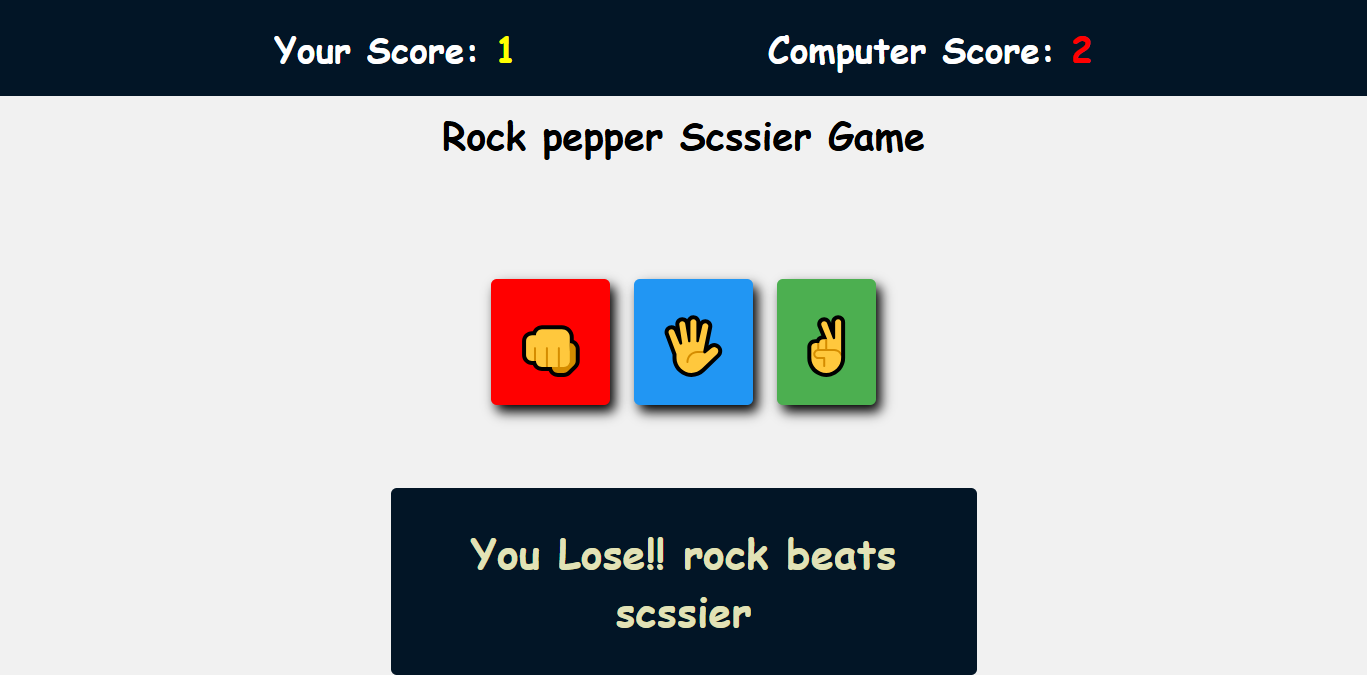 Your Score: 1
Computer Score: 2
Rock pepper Scssier Game
You Lose!! rock beats
scssier